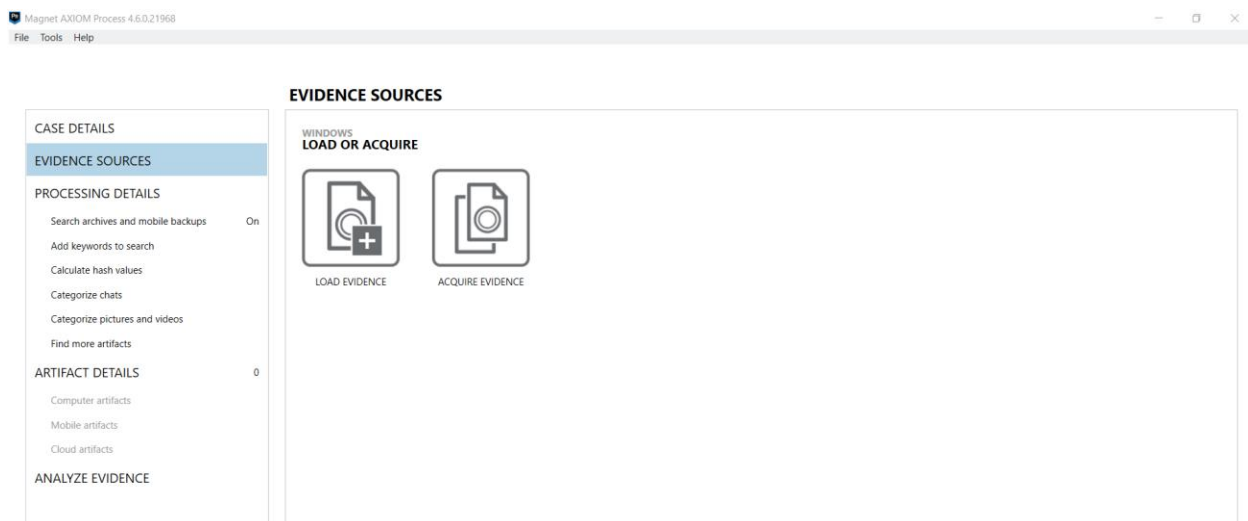 Magnet AXIOM Process 4.6.0.21968
File Tools Help
EVIDENCE SOURCES
CASE DETAILS
EVIDENCE SOURCES
PROCESSING DETAILS
Search archives and mobile backups On
Add keywords to search
Calculate hash values
Categorize chats
Categorize pictures and videos
Find more artifacts
ARTIFACT DETAILS 0
Computer artifacts
Mobile artifacts
Cloud artifacts
ANALYZE EVIDENCE
WINDOWS
LOAD OR ACQUIRE
LOAD EVIDENCE ACQUIRE EVIDENCE